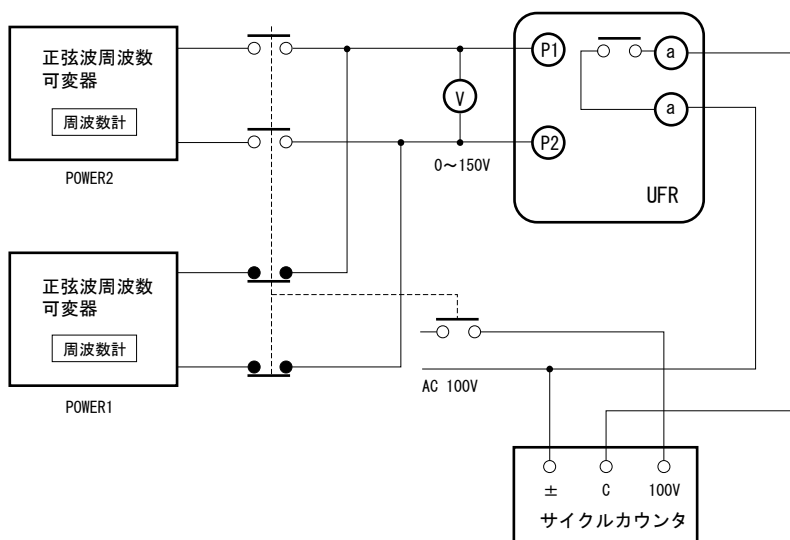 正弦波周波数
可変器
周波数計
POWER2
V
0～150V
P1
P2
a
a
UFR
正弦波周波数
可変器
周波数計
POWER1
AC 100V
± C 100V
サイクルカウンタ